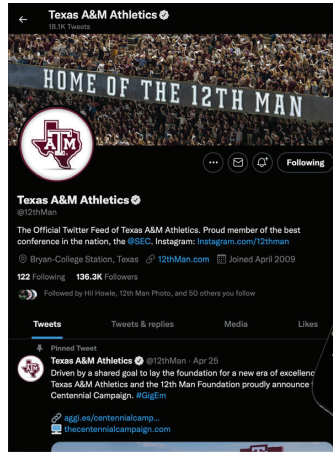 Texas A&M Athletics
18.1K Tweets
HOME OF THE 12TH MAN
A T M
Following
Texas A&M Athletics
@12thMan
The Official Twitter Feed of Texas A&M Athletics. Proud member of the best
conference in the nation, the @SEC. Instagram: Instagram.com/12thman
Bryan-College Station, Texas 12thMan.com Joined April 2009
122 Following 136.3K Followers
Followed by Hil Howle, 12th Man Photo, and 50 others you follow
Tweets Tweets & replies Media Likes
Pinned Tweet
Texas A&M Athletics @12thMan · Apr 25
Driven by a shared goal to lay the foundation for a new era of
Texas A&M Athletics and the 12th Man Foundation proudly announce
Centennial Campaign. #GigEm
aggi.es/centennialcamp...
thecentennialcampaign.com